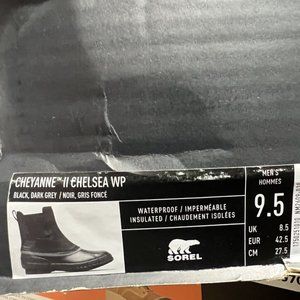 CHEYANNE™ II CHELSEA WP
BLACK, DARK GREY / NOIR, GRIS FONCÉ
WATERPROOF / IMPERMÉABLE
INSULATED / CHAUDEMENT ISOLÉES
SOREL
MEN'S
HOMMES
9.5
UK 8.5
EUR 42.5
CM 27.5